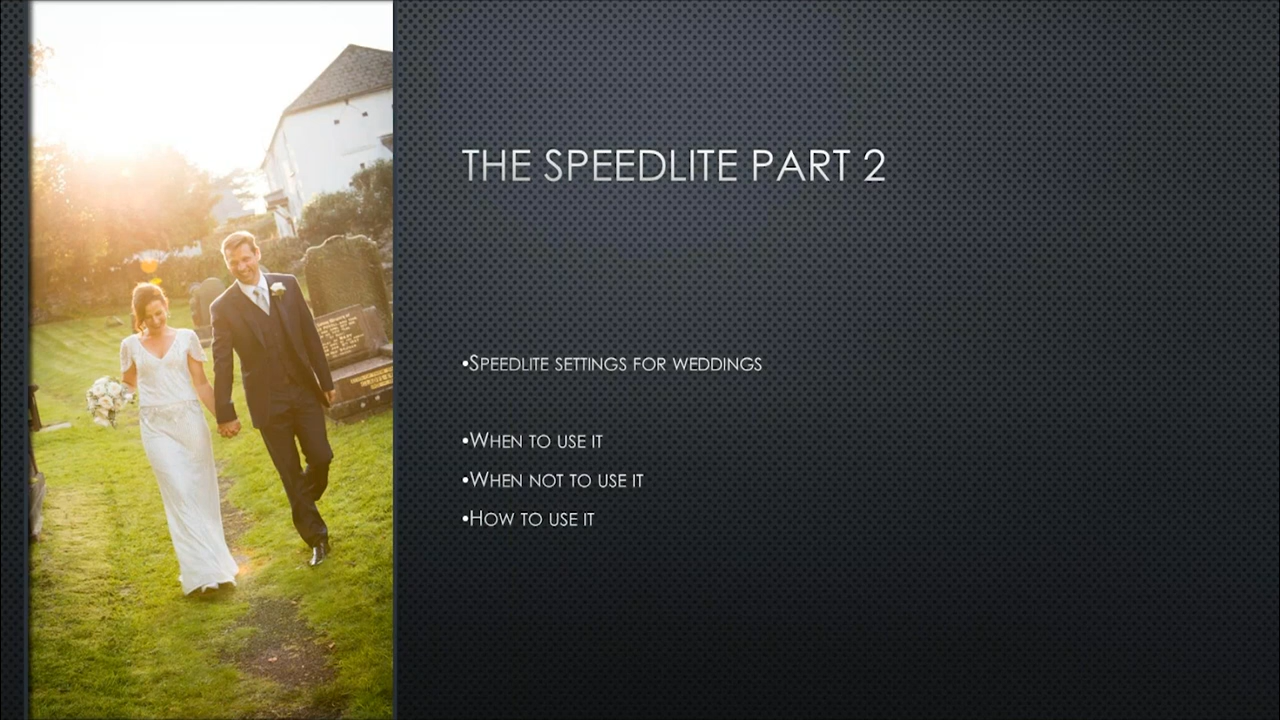 THE SPEEDLITE PART 2
•SPEEDLITE SETTINGS FOR WEDDINGS
•WHEN TO USE IT
•WHEN NOT TO USE IT
•HOW TO USE IT